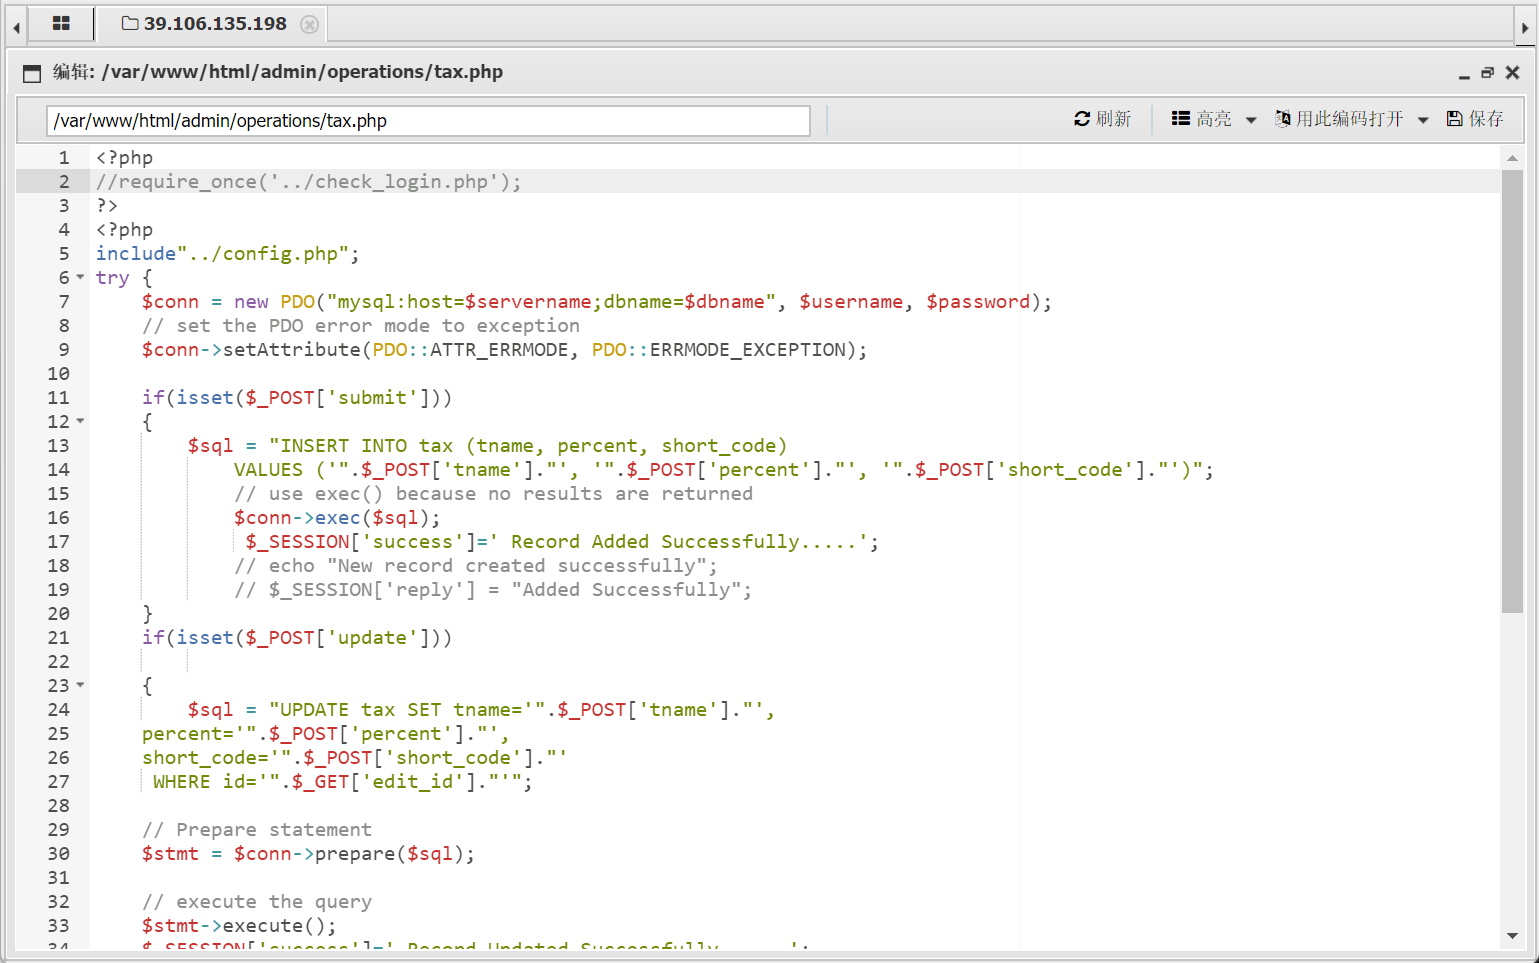 39.106.135.198
编辑: /var/www/html/admin/operations/tax.php
/var/www/html/admin/operations/tax.php 刷新 高亮 用此编码打开 保存
1 <?php
2 //require_once('../check_login.php');
3 ?>
4 <?php
5 include"../config.php";
6 try {
7 $conn = new PDO("mysql:host=$servername;dbname=$dbname", $username, $password);
8 // set the PDO error mode to exception
9 $conn->setAttribute(PDO::ATTR_ERRMODE, PDO::ERRMODE_EXCEPTION);
10
11 if(isset($_POST['submit']))
12 {
13 $sql = "INSERT INTO tax (tname, percent, short_code)
14 VALUES ('".$_POST['tname']."', '".$_POST['percent']."', '".$_POST['short_code']."')";
15 // use exec() because no results are returned
16 $conn->exec($sql);
17 $_SESSION['success']=' Record Added Successfully.....';
18 // echo "New record created successfully";
19 // $_SESSION['reply'] = "Added Successfully";
20 }
21 if(isset($_POST['update']))
22
23 {
24 $sql = "UPDATE tax SET tname='".$_POST['tname']."',
25 percent='".$_POST['percent']."',
26 short_code='".$_POST['short_code']."'
27 WHERE id='".$_GET['edit_id']."'";
28
29 // Prepare statement
30 $stmt = $conn->prepare($sql);
31
32 // execute the query
33 $stmt->execute();
34 $_SESSION['success']=' Record Updated Successfully